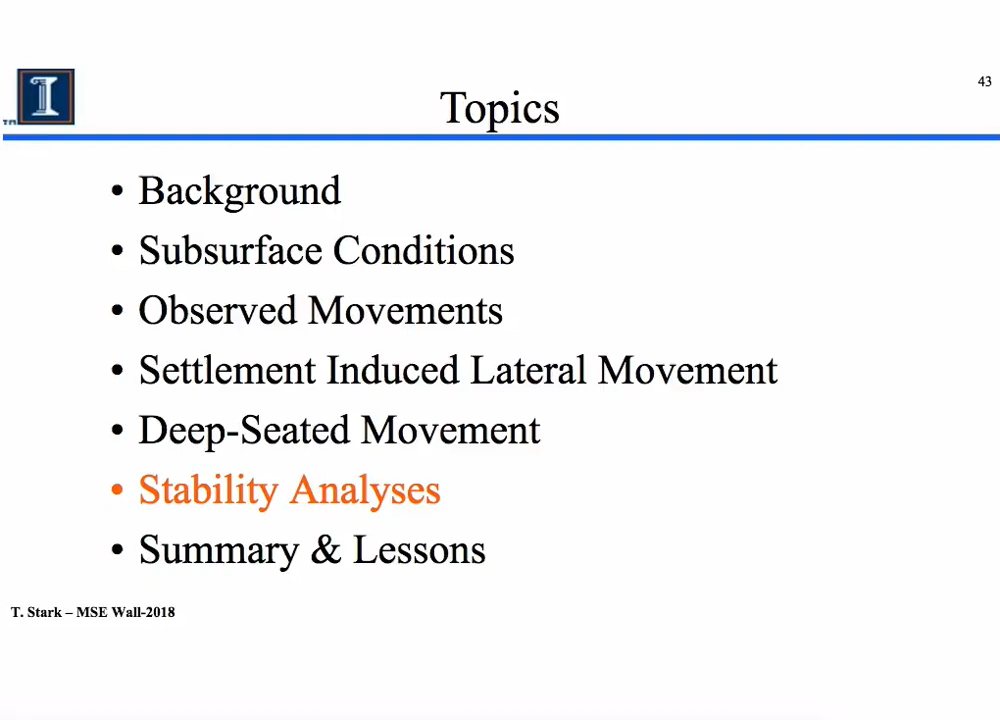 43
Topics
• Background
• Subsurface Conditions
• Observed Movements
• Settlement Induced Lateral Movement
• Deep-Seated Movement
• Stability Analyses
• Summary & Lessons
TM
T. Stark – MSE Wall-2018